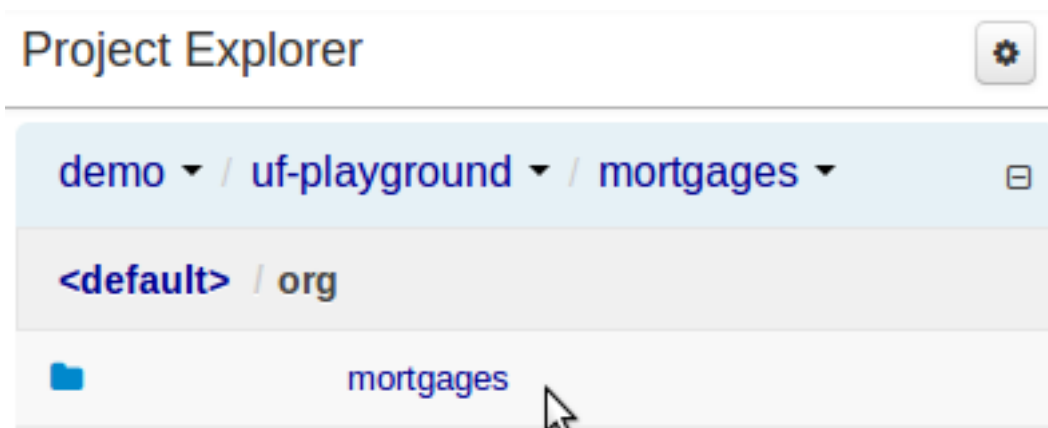 Project Explorer
demo / uf-playground / mortgages
<default> / org
mortgages